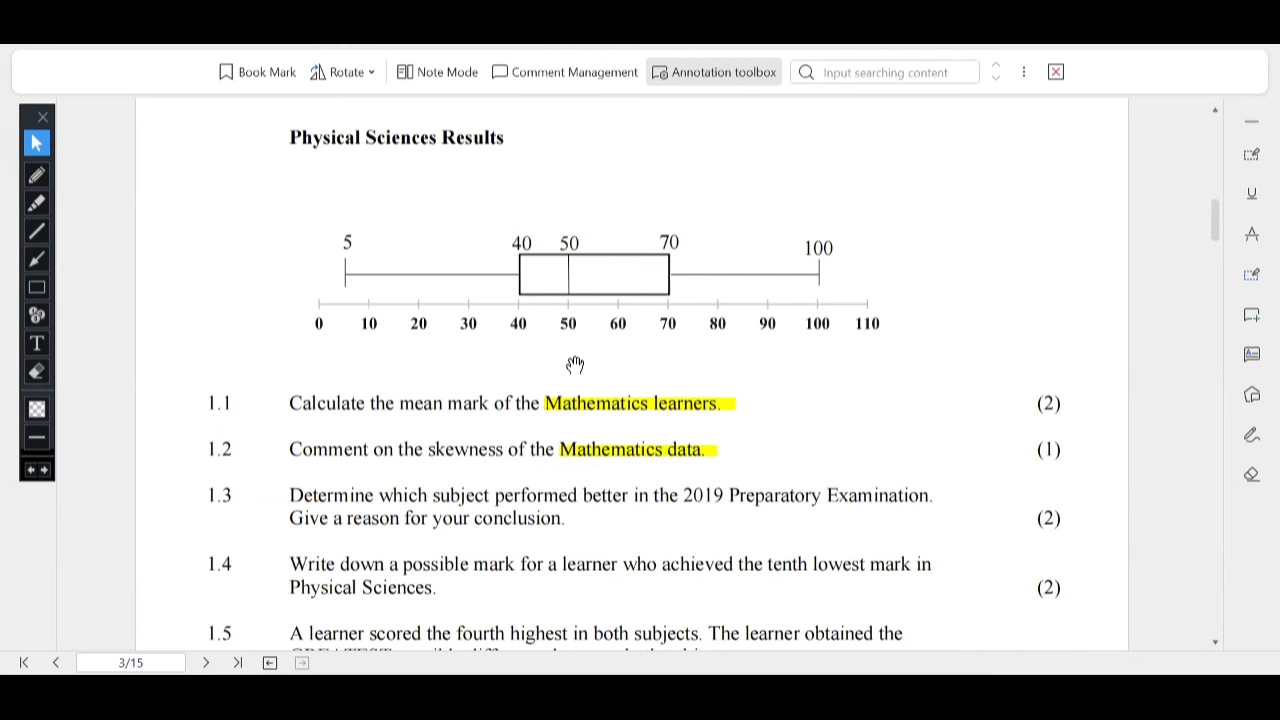 Book Mark Rotate Note Mode Comment Management Annotation toolbox Input searching content
Physical Sciences Results
5 40 50 70 100
0 10 20 30 40 50 60 70 80 90 100 110
1.1 Calculate the mean mark of the Mathematics learners. (2)
1.2 Comment on the skewness of the Mathematics data. (1)
1.3 Determine which subject performed better in the 2019 Preparatory Examination.
Give a reason for your conclusion. (2)
1.4 Write down a possible mark for a learner who achieved the tenth lowest mark in
Physical Sciences. (2)
1.5 A learner scored the fourth highest in both subjects. The learner obtained the
3/15